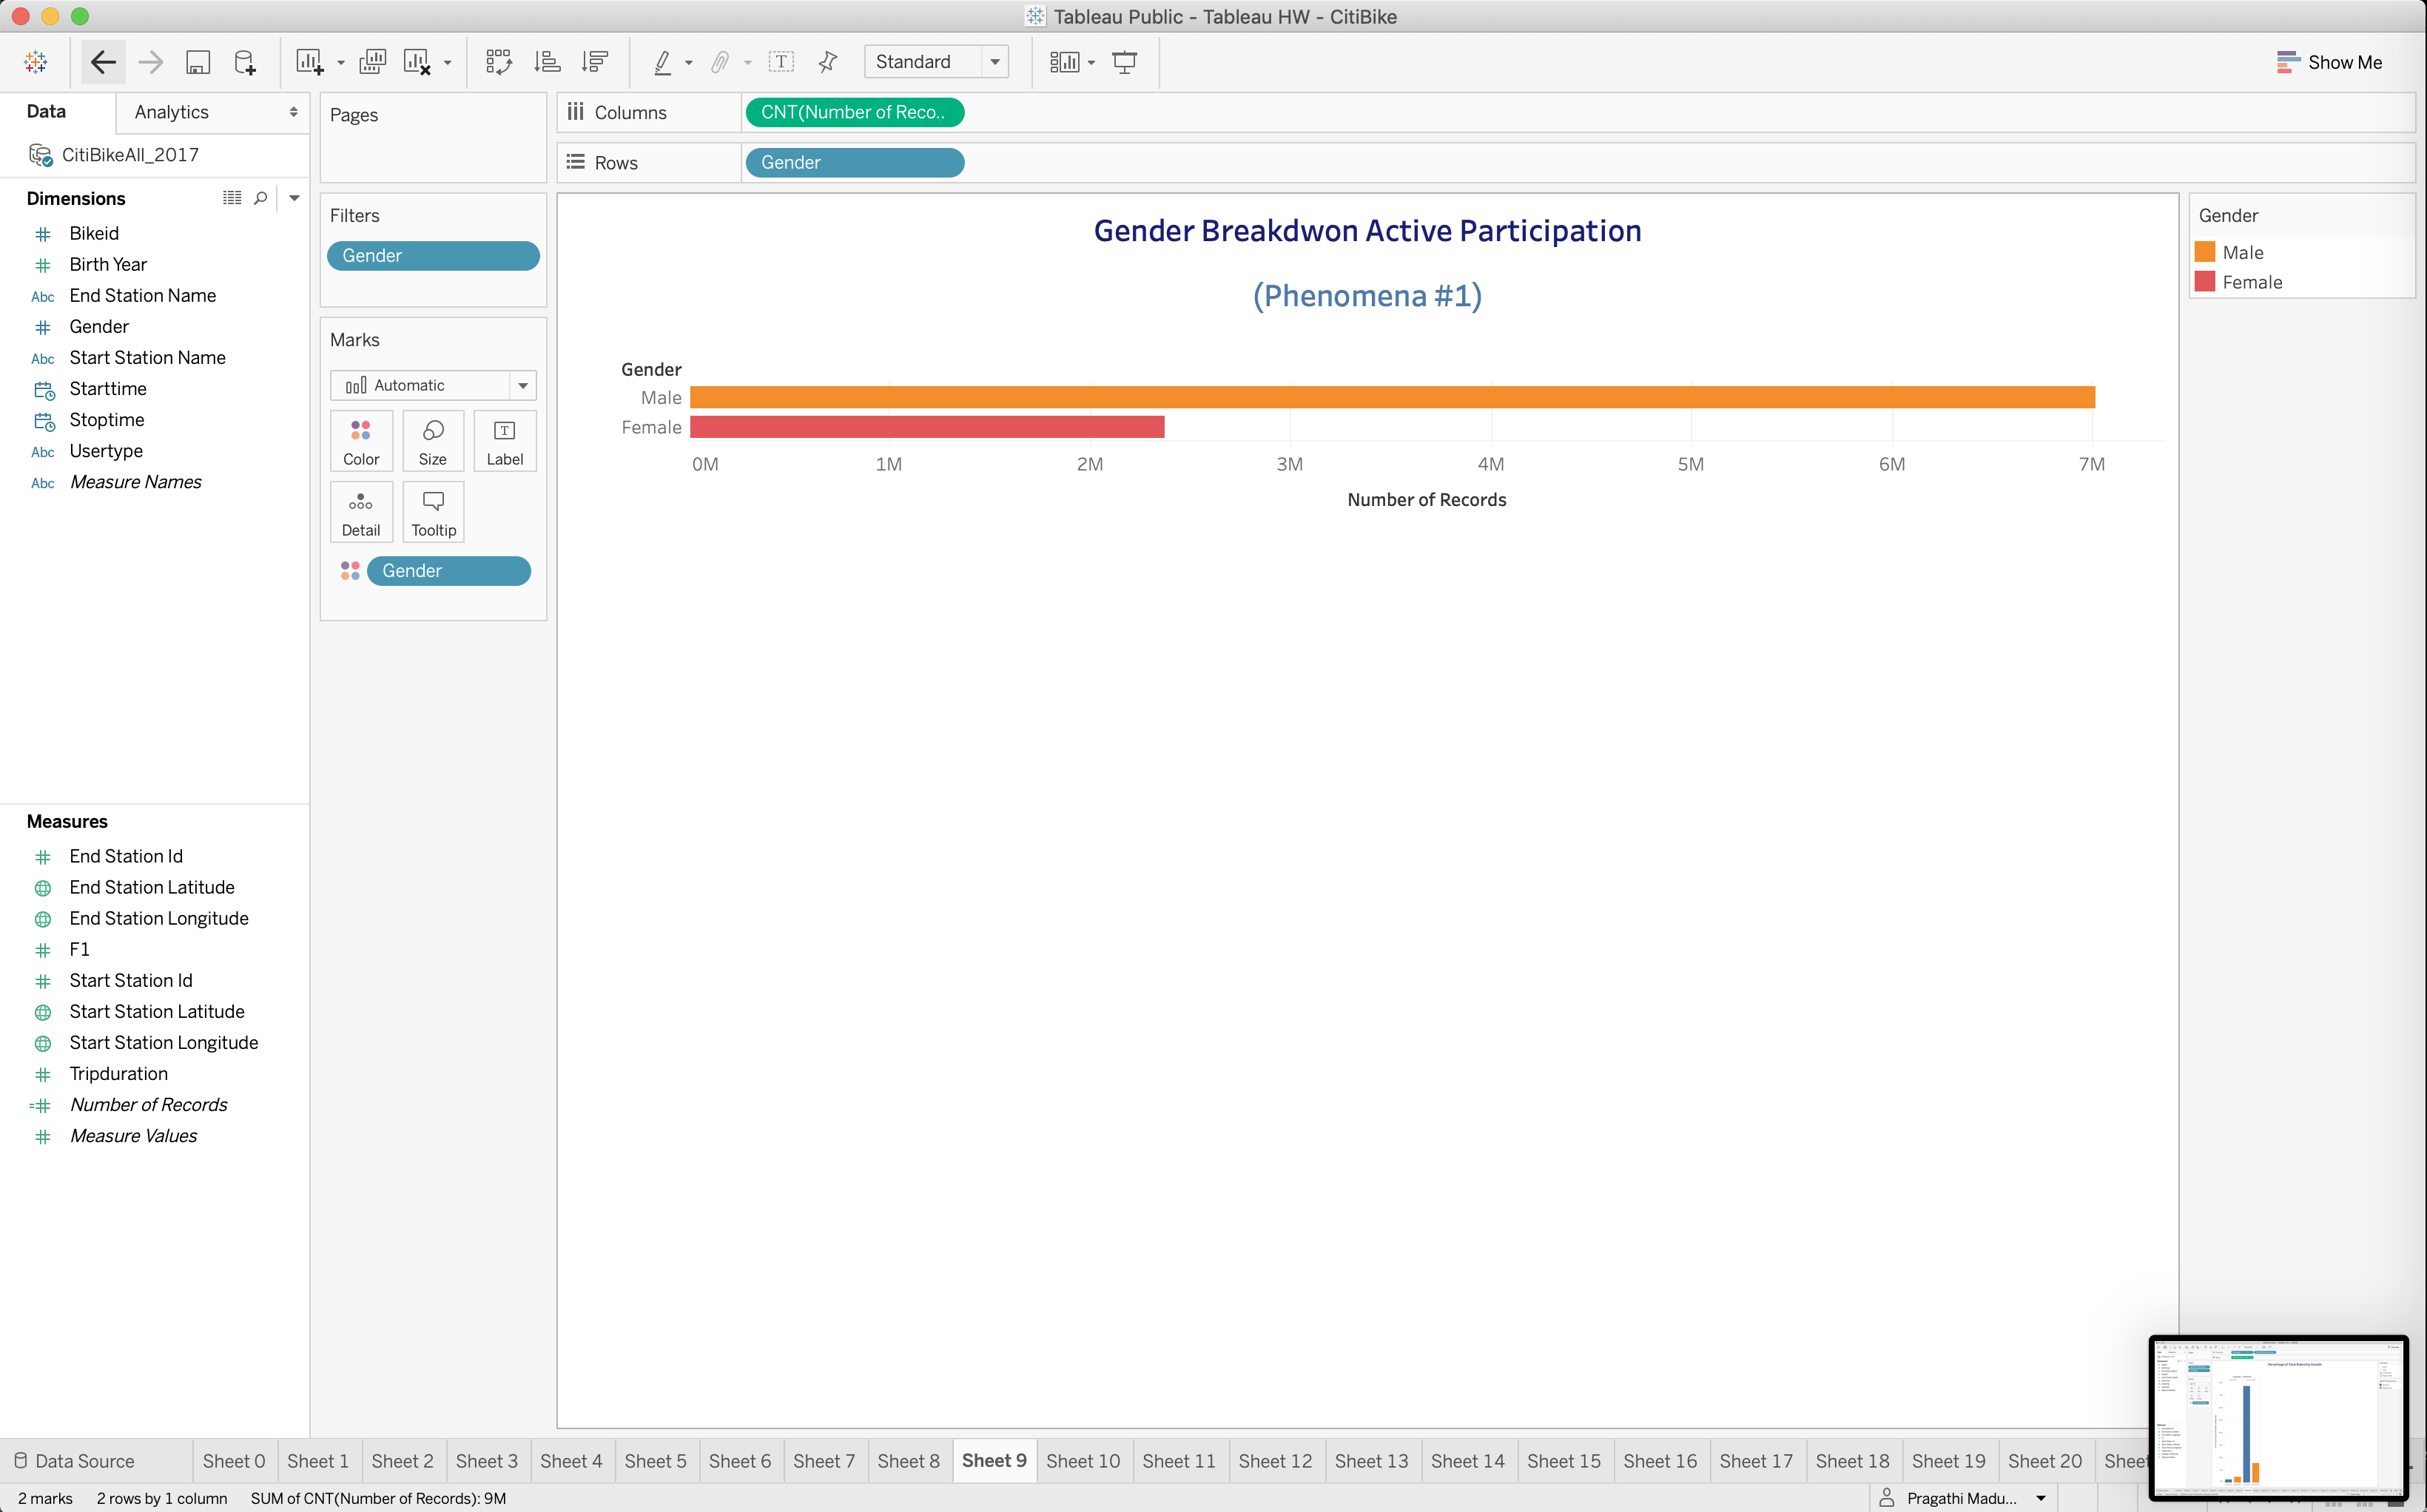 Tableau Public - Tableau HW - CitiBike
Standard
Show Me
Data
Analytics
CitiBikeAll_2017
Dimensions
Bikeid
Birth Year
Abc End Station Name
Gender
Abc Start Station Name
Starttime
Stoptime
Abc Usertype
Abc Measure Names
Measures
End Station Id
End Station Latitude
End Station Longitude
F1
Start Station Id
Start Station Latitude
Start Station Longitude
Tripduration
Number of Records
Measure Values
Pages
Filters
Gender
Marks
Automatic
Color Size Label
Detail Tooltip
Gender
Columns CNT(Number of Reco..
Rows Gender
Gender Breakdwon Active Participation
(Phenomena #1)
Gender
Male
Female
0M 1M 2M 3M 4M 5M 6M 7M
Number of Records
Gender
Male
Female
Data Source Sheet 0 Sheet 1 Sheet 2 Sheet 3 Sheet 4 Sheet 5 Sheet 6 Sheet 7 Sheet 8 Sheet 9 Sheet 10 Sheet 11 Sheet 12 Sheet 13 Sheet 14 Sheet 15 Sheet 16 Sheet 17 Sheet 18 Sheet 19 Sheet 20 Sheet
2 marks 2 rows by 1 column SUM of CNT(Number of Records): 9M
Pragathi Madu...